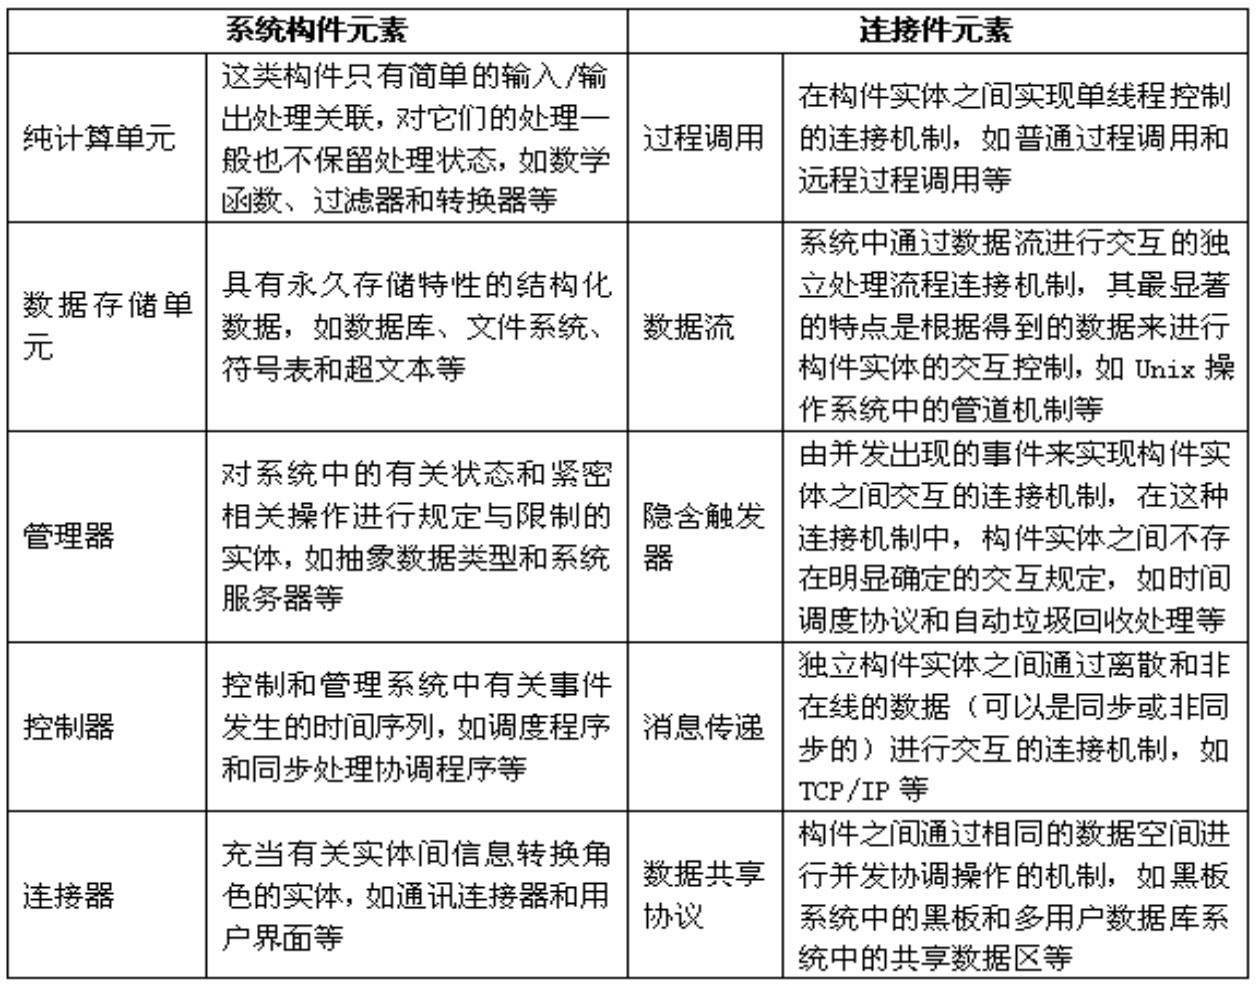 系统构件元素
连接件元素
纯计算单元
这类构件只有简单的输入/输
出处理关联,对它们的处理一
般也不保留处理状态,如数学
函数、过滤器和转换器等
过程调用
在构件实体之间实现单线程控制
的连接机制，如普通过程调用和
远程过程调用等
数据存储单
元
具有永久存储特性的结构化
数据，如数据库、文件系统、
符号表和超文本等
数据流
系统中通过数据流进行交互的独
立处理流程连接机制，其最显著
的特点是根据得到的数据来进行
构件实体的交互控制,如 Unix 操
作系统中的管道机制等
管理器
对系统中的有关状态和紧密
相关操作进行规定与限制的
实体,如抽象数据类型和系统
服务器等
隐含触发
器
由并发出现的事件来实现构件实
体之间交互的连接机制，在这种
连接机制中，构件实体之间不存
在明显确定的交互规定，如时间
调度协议和自动垃圾回收处理等
控制器
控制和管理系统中有关事件
发生的时间序列,如调度程序
和同步处理协调程序等
消息传递
独立构件实体之间通过离散和非
在线的数据（可以是同步或非同
步的）进行交互的连接机制，如
TCP/IP 等
连接器
充当有关实体间信息转换角
色的实体,如通讯连接器和用
户界面等
数据共享
协议
构件之间通过相同的数据空间进
行并发协调操作的机制，如黑板
系统中的黑板和多用户数据库系
统中的共享数据区等